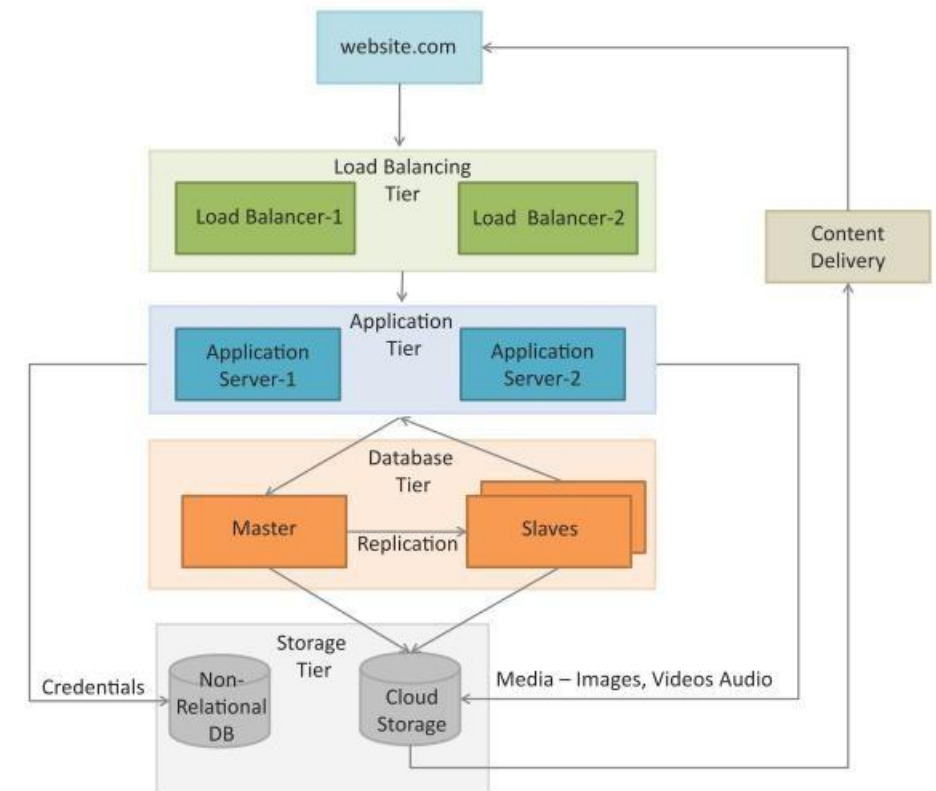 website.com
Load Balancing
Tier
Load Balancer-1
Load Balancer-2
Content
Delivery
Application
Tier
Application
Server-1
Application
Server-2
Database
Tier
Master
Replication
Slaves
Storage
Tier
Credentials
Non-
Relational
DB
Cloud
Storage
Media – Images, Videos Audio